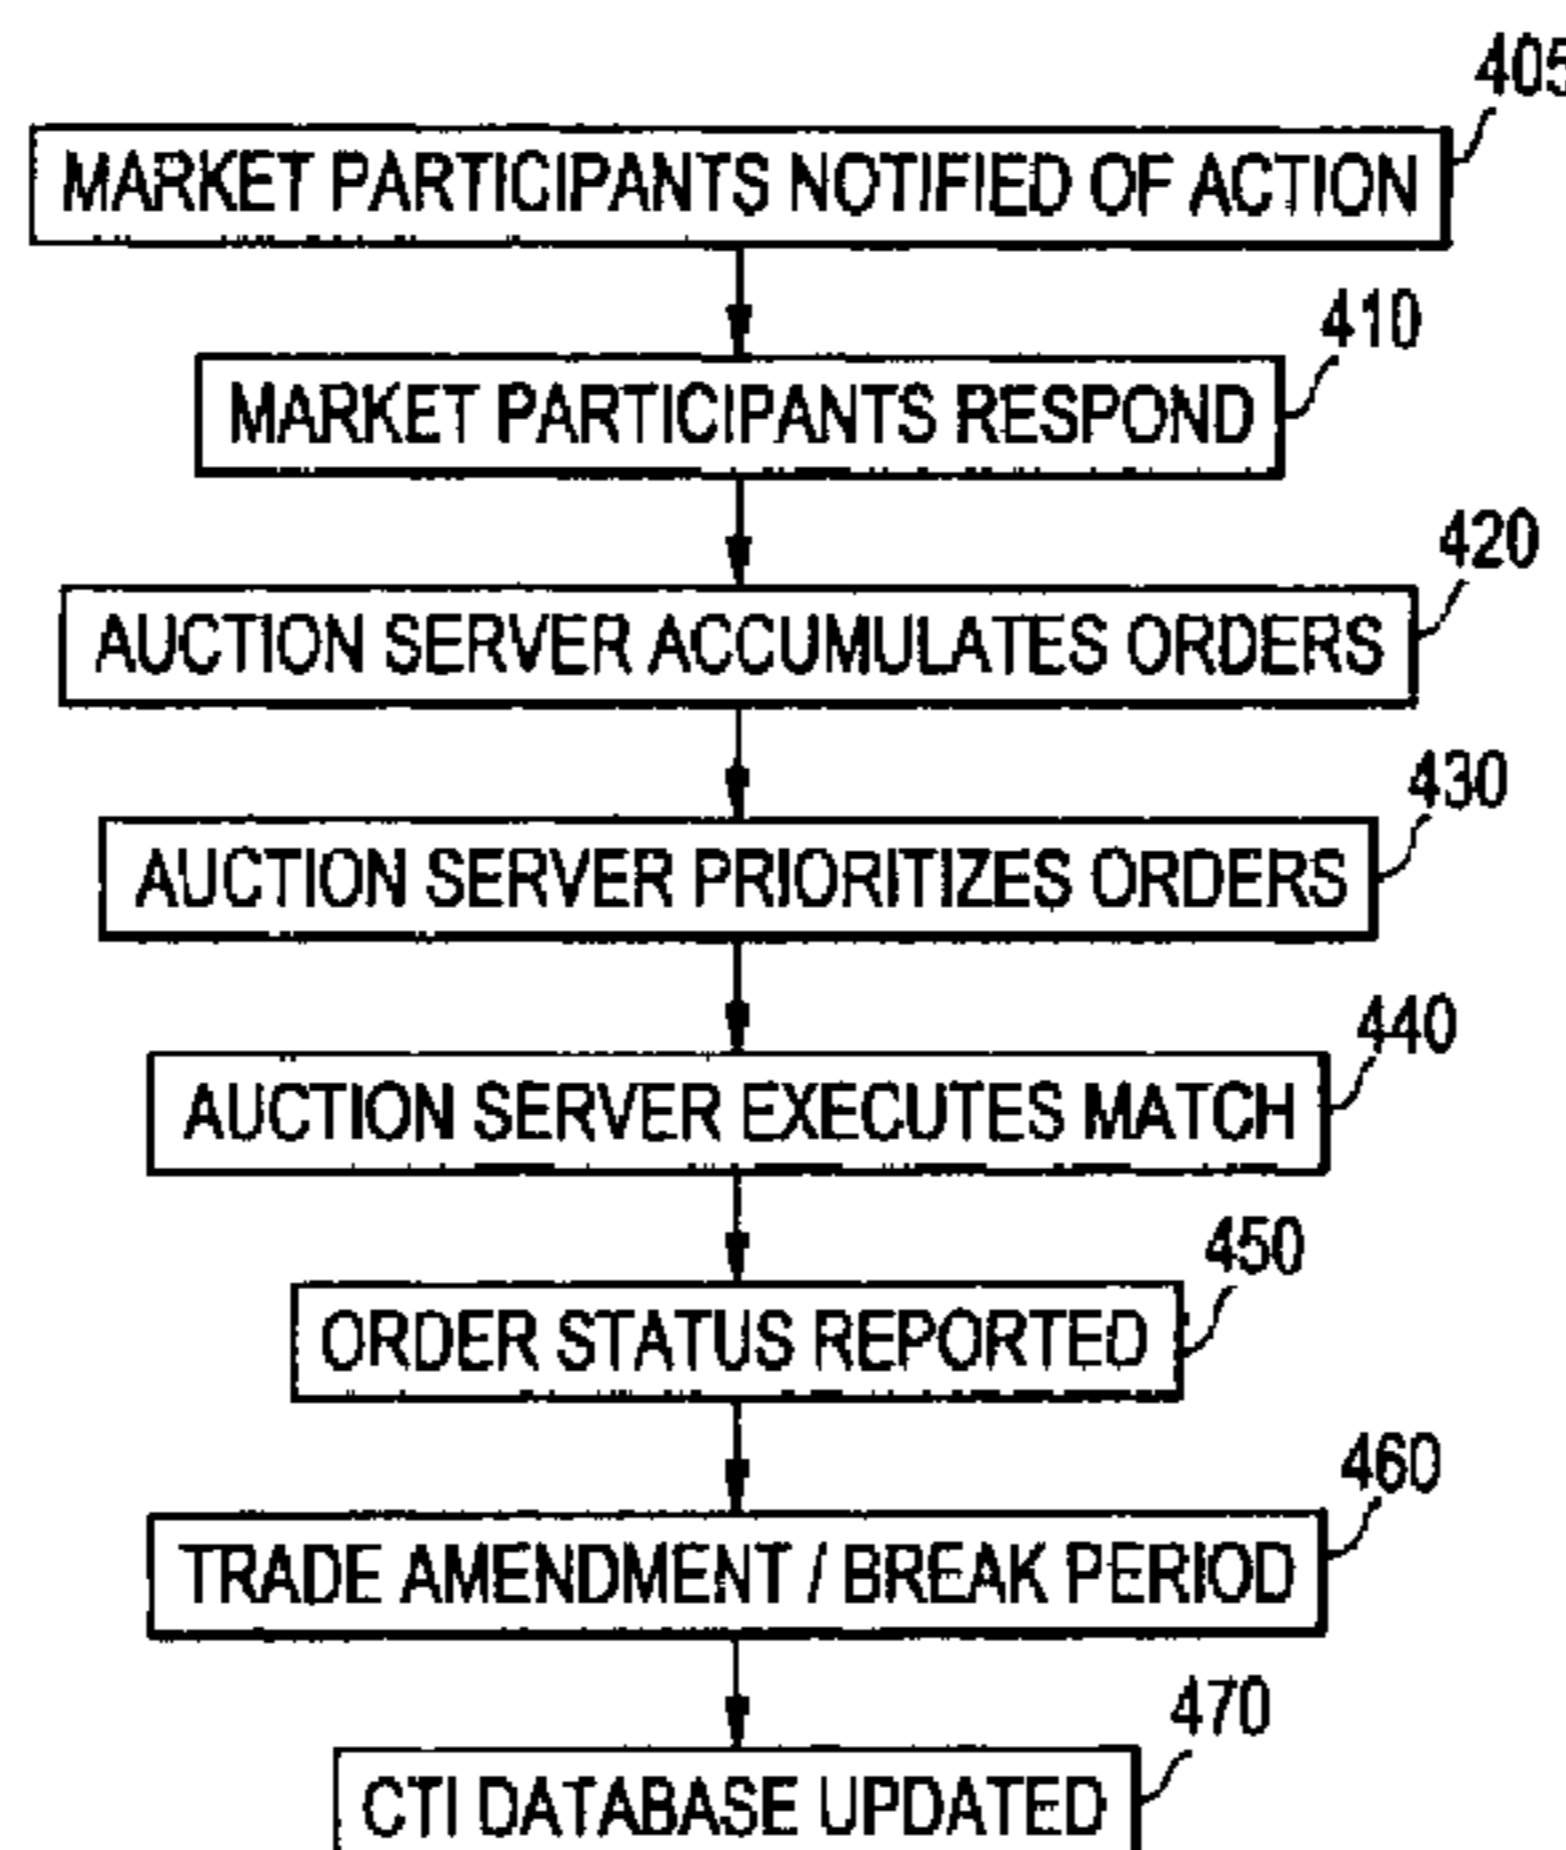 405
MARKET PARTICIPANTS NOTIFIED OF ACTION
410
MARKET PARTICIPANTS RESPOND
420
AUCTION SERVER ACCUMULATES ORDERS
430
AUCTION SERVER PRIORITIZES ORDERS
440
AUCTION SERVER EXECUTES MATCH
450
ORDER STATUS REPORTED
460
TRADE AMENDMENT / BREAK PERIOD
470
CTI DATABASE UPDATED